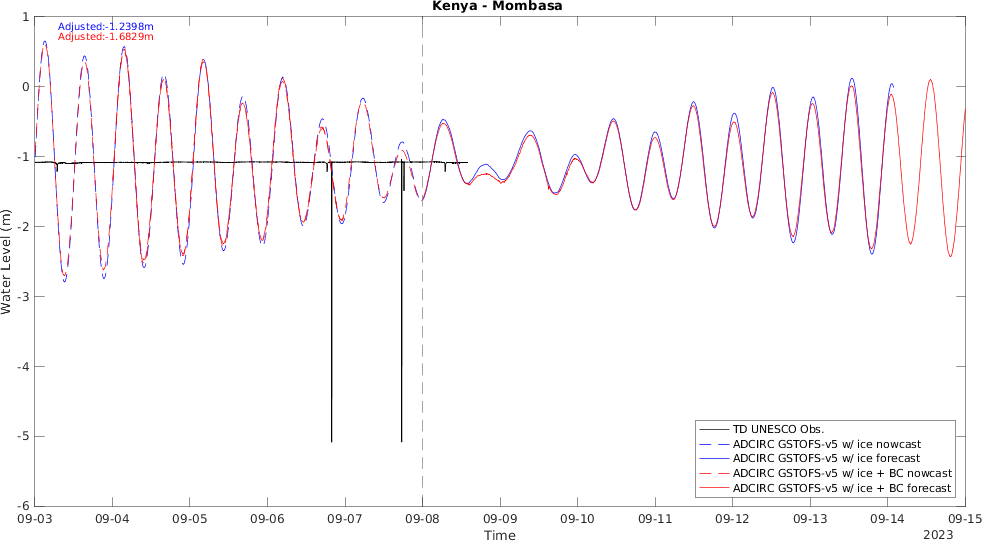 Kenya - Mombasa
Adjusted:-1.2398m
Adjusted:-1.6829m
Water Level (m)
1
0
-1
-2
-3
-4
-5
-6
TD UNESCO Obs.
ADCIRC GSTOFS-v5 w/ ice nowcast
ADCIRC GSTOFS-v5 w/ ice forecast
ADCIRC GSTOFS-v5 w/ ice + BC nowcast
ADCIRC GSTOFS-v5 w/ ice + BC forecast
09-03 09-04 09-05 09-06 09-07 09-08 09-09 09-10 09-11 09-12 09-13 09-14 09-15
Time
2023